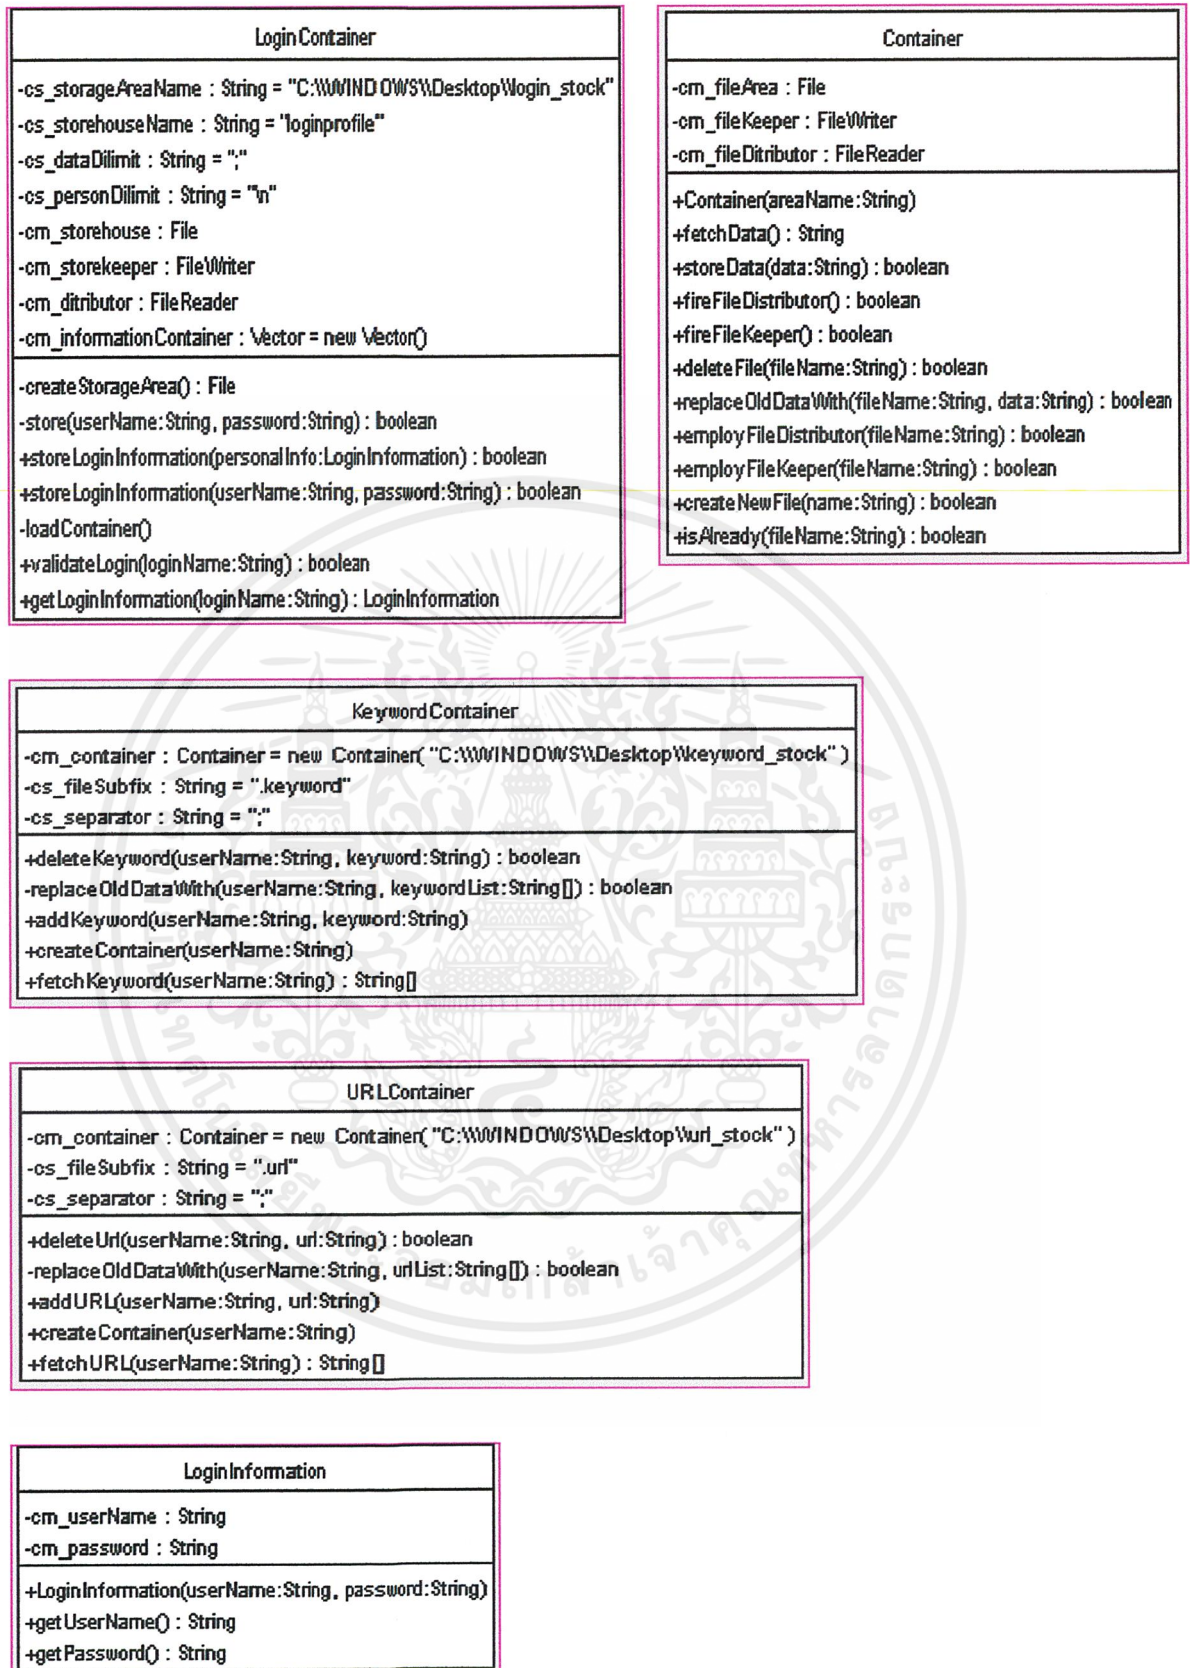 LoginContainer
-cs_storageAreaName : String = "C:\\WINDOWS\\Desktop\\login_stock"
-cs_storehouseName : String = "loginprofile"
-cs_dataDilimit : String = ";"
-cs_personDilimit : String = "\n"
-cm_storehouse : File
-cm_storekeeper : FileWriter
-cm_ditributor : FileReader
-cm_informationContainer : Vector = new Vector()
-createStorageArea() : File
-store(userName:String, password:String) : boolean
+storeLoginInformation(personalInfo:LoginInformation) : boolean
+storeLoginInformation(userName:String, password:String) : boolean
-loadContainer()
+validateLogin(loginName:String) : boolean
+getLoginInformation(loginName:String) : LoginInformation
Container
-cm_fileArea : File
-cm_fileKeeper : FileWriter
-cm_fileDitributor : FileReader
+Container(areaName:String)
+fetchData() : String
+storeData(data:String) : boolean
+fireFileDistributor() : boolean
+fireFileKeeper() : boolean
+deleteFile(fileName:String) : boolean
+replaceOldDataWith(fileName:String, data:String) : boolean
+employFileDistributor(fileName:String) : boolean
+employFileKeeper(fileName:String) : boolean
+createNewFile(name:String) : boolean
+isAlready(fileName:String) : boolean
KeywordContainer
-cm_container : Container = new Container( "C:\\WINDOWS\\Desktop\\keyword_stock" )
-cs_fileSubfix : String = ".keyword"
-cs_separator : String = ";"
+deleteKeyword(userName:String, keyword:String) : boolean
-replaceOldDataWith(userName:String, keywordList:String[]) : boolean
+addKeyword(userName:String, keyword:String)
+createContainer(userName:String)
+fetchKeyword(userName:String) : String[]
URLContainer
-cm_container : Container = new Container( "C:\\WINDOWS\\Desktop\\url_stock" )
-cs_fileSubfix : String = ".url"
-cs_separator : String = ";"
+deleteUrl(userName:String, url:String) : boolean
-replaceOldDataWith(userName:String, urlList:String[]) : boolean
+addURL(userName:String, url:String)
+createContainer(userName:String)
+fetchURL(userName:String) : String[]
LoginInformation
-cm_userName : String
-cm_password : String
+LoginInformation(userName:String, password:String)
+getUserName() : String
+getPassword() : String